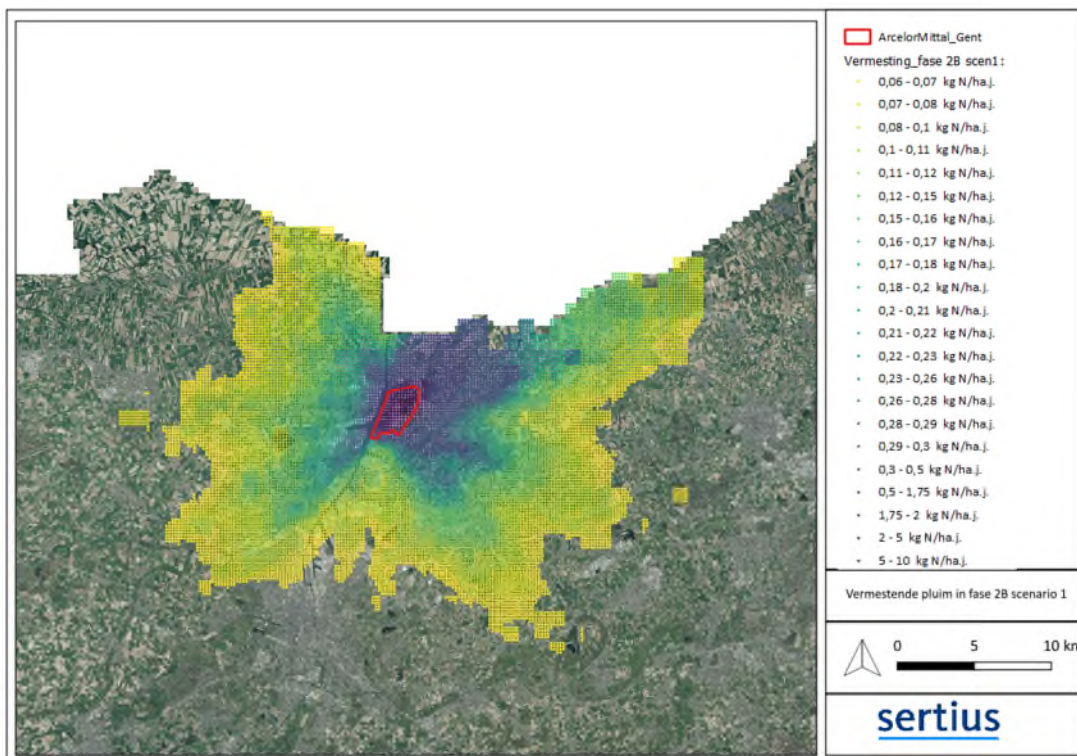 ArcelorMittal_Gent
Vermesting_fase 2B scen1:
0,06 - 0,07 kg N/ha.j.
0,07 - 0,08 kg N/ha.j.
0,08 - 0,1 kg N/ha.j.
0,1 - 0,11 kg N/ha.j.
0,11 - 0,12 kg N/ha.j.
0,12 - 0,15 kg N/ha.j.
0,15 - 0,16 kg N/ha.j.
0,16 - 0,17 kg N/ha.j.
0,17 - 0,18 kg N/ha.j.
0,18 - 0,2 kg N/ha.j.
0,2 - 0,21 kg N/ha.j.
0,21 - 0,22 kg N/ha.j.
0,22 - 0,23 kg N/ha.j.
0,23 - 0,26 kg N/ha.j.
0,26 - 0,28 kg N/ha.j.
0,28 - 0,29 kg N/ha.j.
0,29 - 0,3 kg N/ha.j.
0,3 - 0,5 kg N/ha.j.
0,5 - 1,75 kg N/ha.j.
1,75 - 2 kg N/ha.j.
2 - 5 kg N/ha.j.
5 - 10 kg N/ha.j.
Vermestende pluim in fase 2B scenario 1
0 5 10 km
sertius